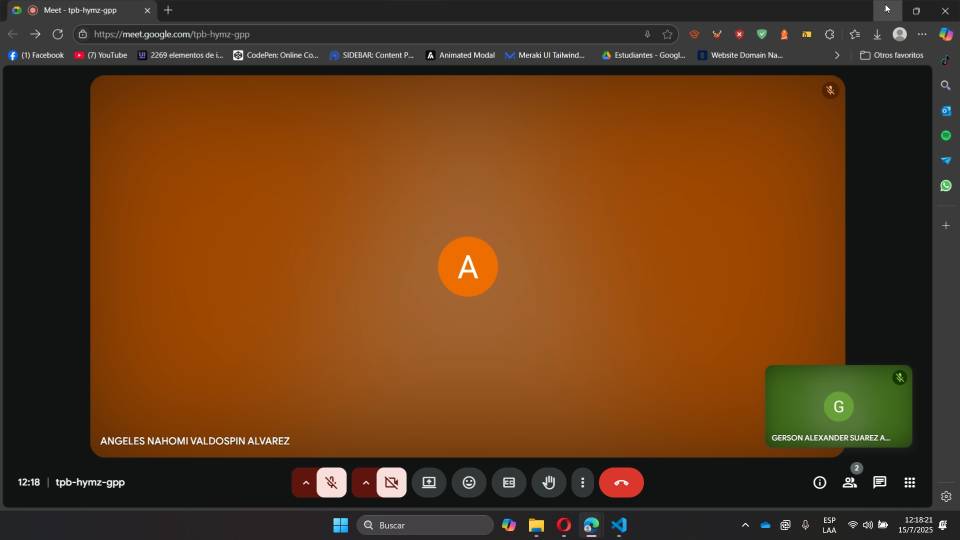 Meet - tpb-hymz-gpp
https://meet.google.com/tpb-hymz-gpp
(1) Facebook
(7) YouTube
2269 elementos de i...
CodePen: Online Co...
SIDEBAR: Content P...
Animated Modal
Meraki UI Tailwind...
Estudiantes - Googl...
Website Domain Na...
Otros favoritos
A
ANGELES NAHOMI VALDOSPIN ALVAREZ
G
GERSON ALEXANDER SUAREZ A...
12:18 | tpb-hymz-gpp
2
Buscar
ESP
LAA
12:18:21
15/7/2025